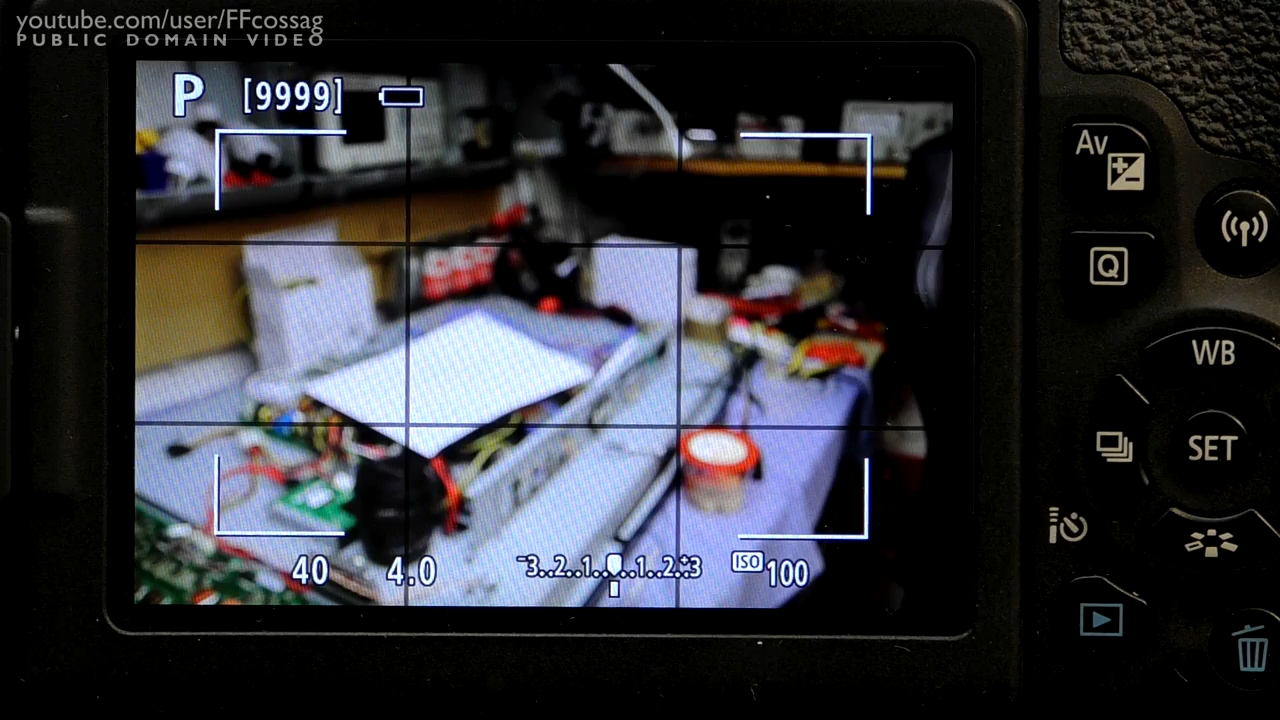 youtube.com/user/FFcossag
PUBLIC DOMAIN VIDEO
P [9999]
Av
Q
WB
SET
40 4.0 -3..2..1..0..1..2..+3 ISO 100